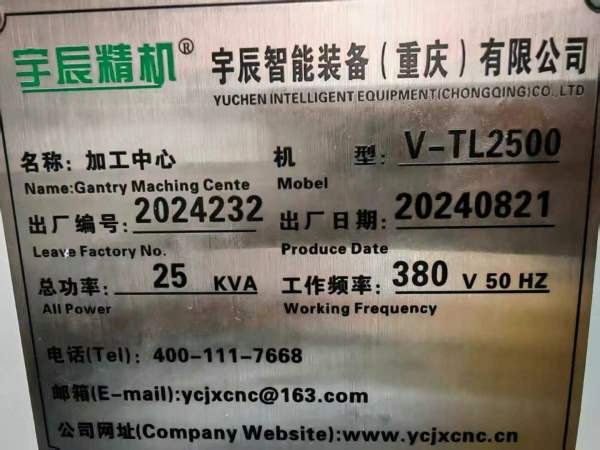 宇辰精机® 宇辰智能装备(重庆)有限公司
YUCHEN INTELLIGENT EQUIPMENT(CHONGQING)CO.,LTD
名称: 加工中心 机 型: V-TL2500
Name:Gantry Maching Cente Mobel
出厂编号: 2024232 出厂日期: 20240821
Leave Factory No. Produce Date
总功率: 25 KVA 工作频率: 380 V 50 HZ
All Power Working Frequency
电话(Tel): 400-111-7668
邮箱(E-mail):ycjxcnc@163.com
公司网址(Company Website):www.ycjxcnc.cn